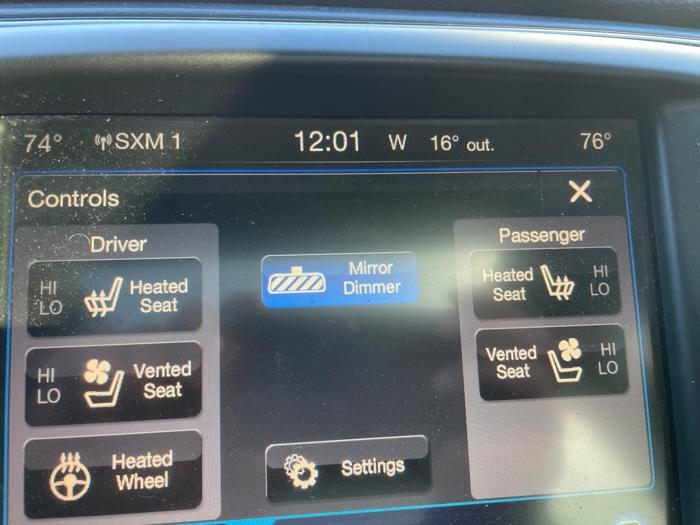 74° SXM 1 12:01 W 16° out. 76°
Controls
Driver
HI
LO
Heated
Seat
HI
LO
Vented
Seat
Heated
Wheel
Mirror
Dimmer
Settings
Passenger
Heated
Seat
HI
LO
Vented
Seat
HI
LO